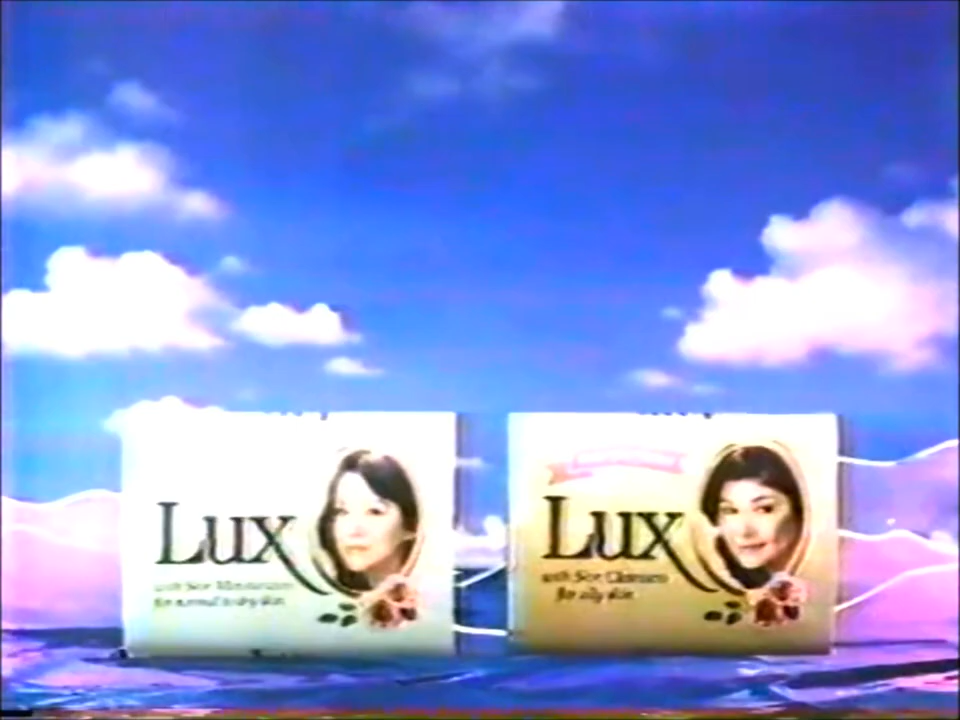 Lux
with Skin Moisturisers
for normal to dry skin
Lux
with Skin Cleansers
for oily skin